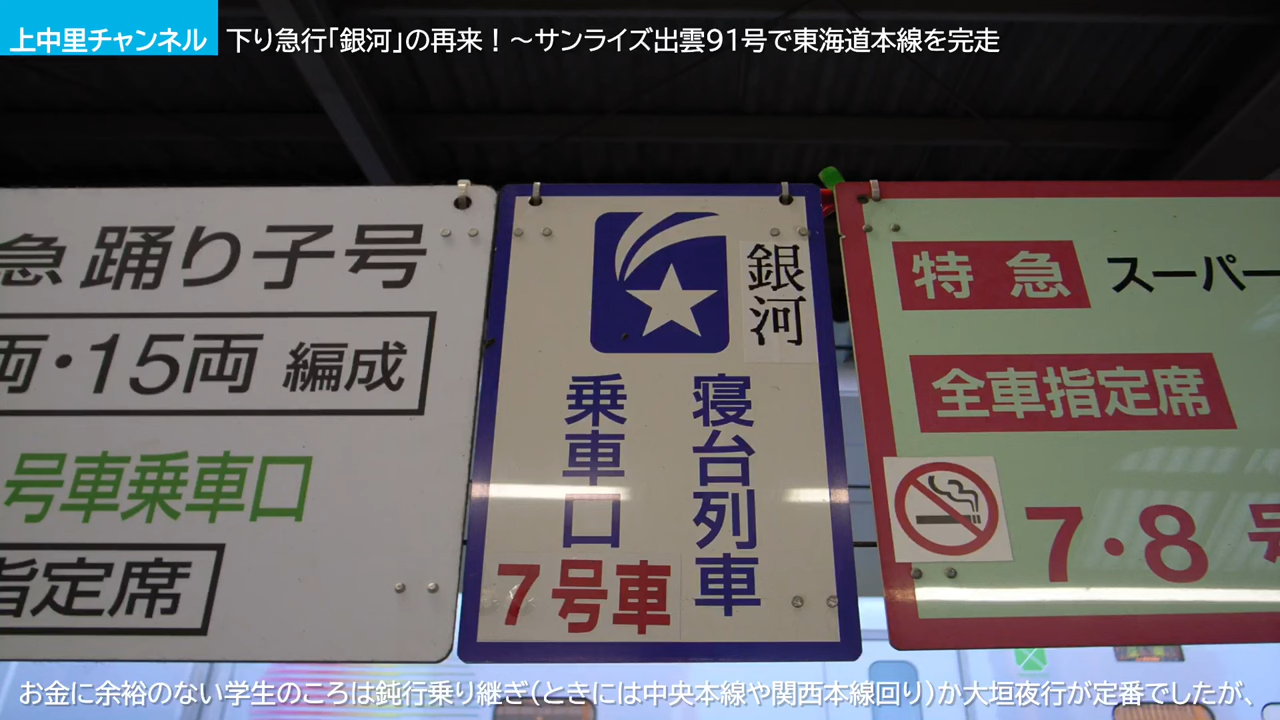 上中里チャンネル
下り急行「銀河」の再来！～サンライズ出雲91号で東海道本線を完走
急 踊り子号
両・15両 編成
号車乗車口
指定席
銀河
寝台列車
乗車口
7号車
特急 スーパー
全車指定席
7・8号
お金に余裕のない学生のころは鈍行乗り継ぎ（ときには中央本線や関西本線回り）か大垣夜行が定番でしたが、